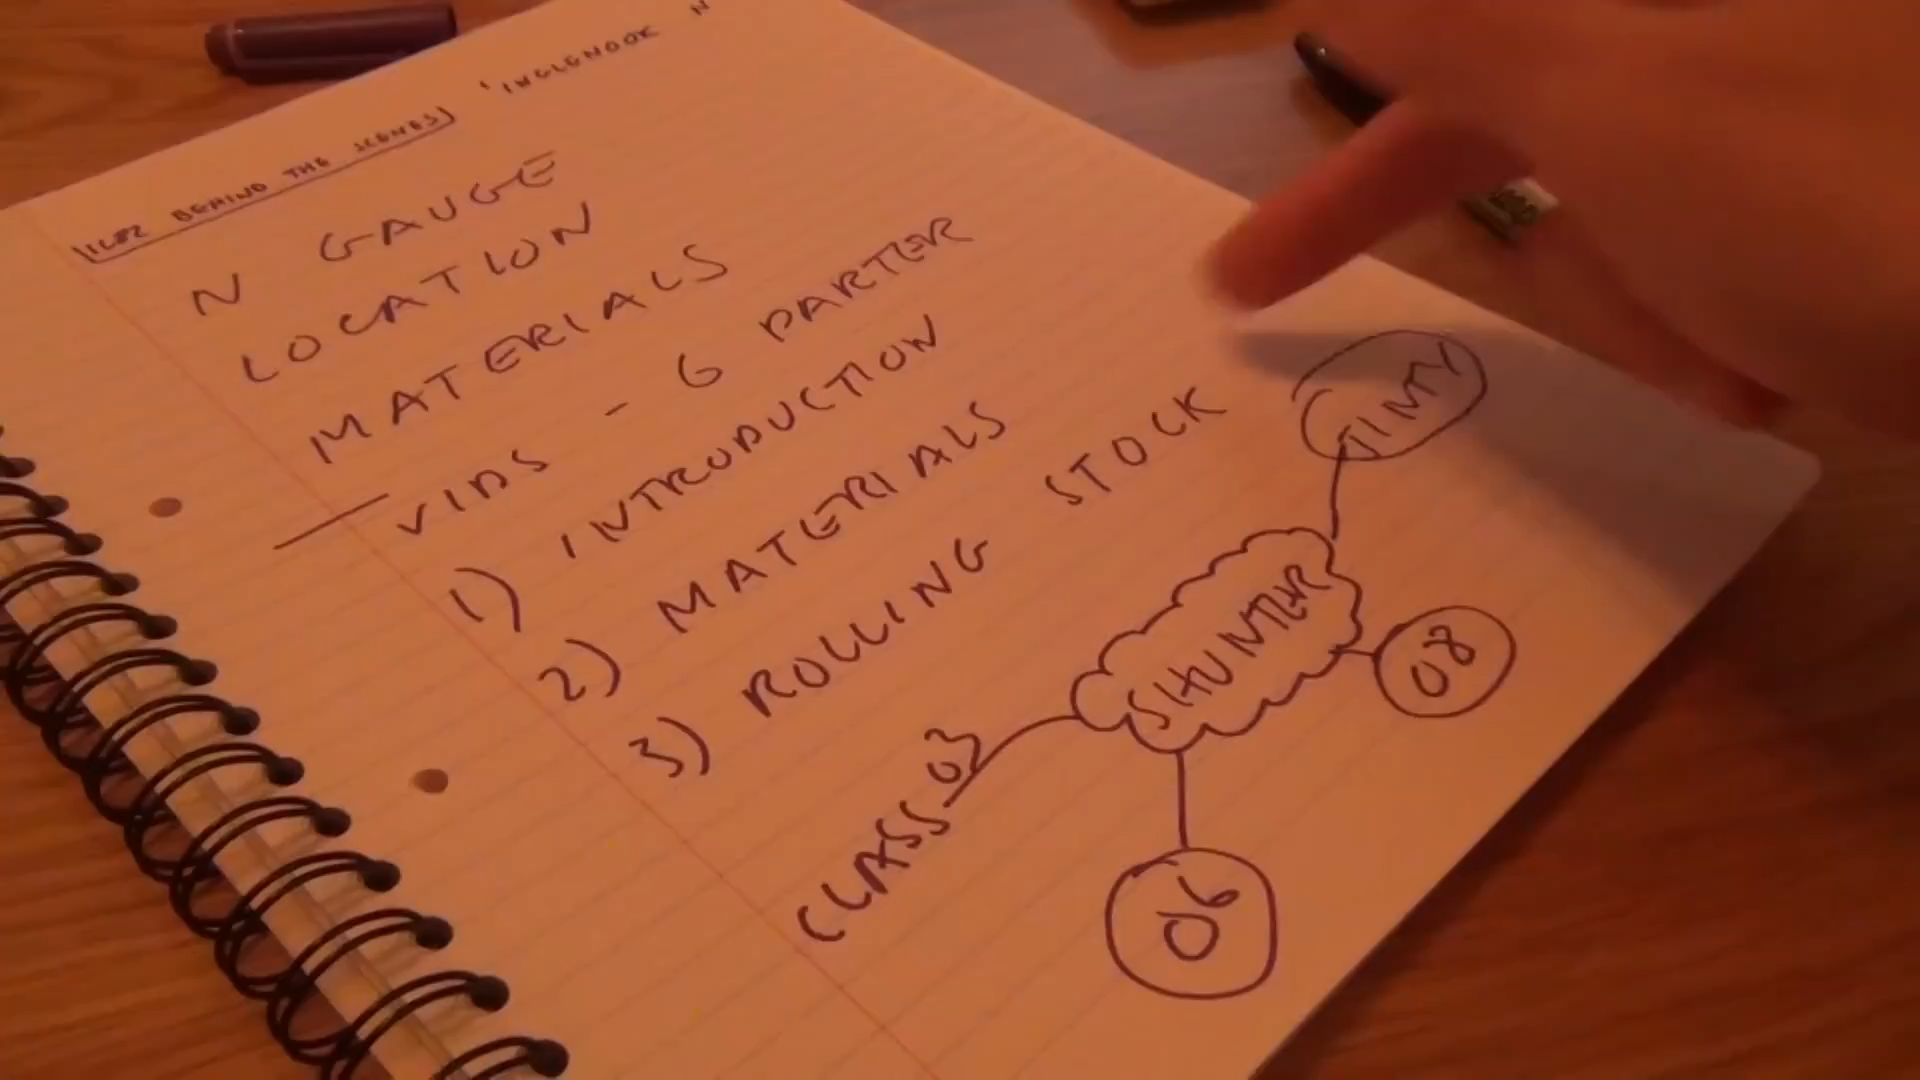 BEHIND THE SCENES 'INGLENOOK N
N GAUGE
LOCATION
MATERIALS
VIDS - 6 PARTER
1) INTRODUCTION
2) MATERIALS
3) ROLLING STOCK
TINTY
SHUNTER
08
CLASS 03
06